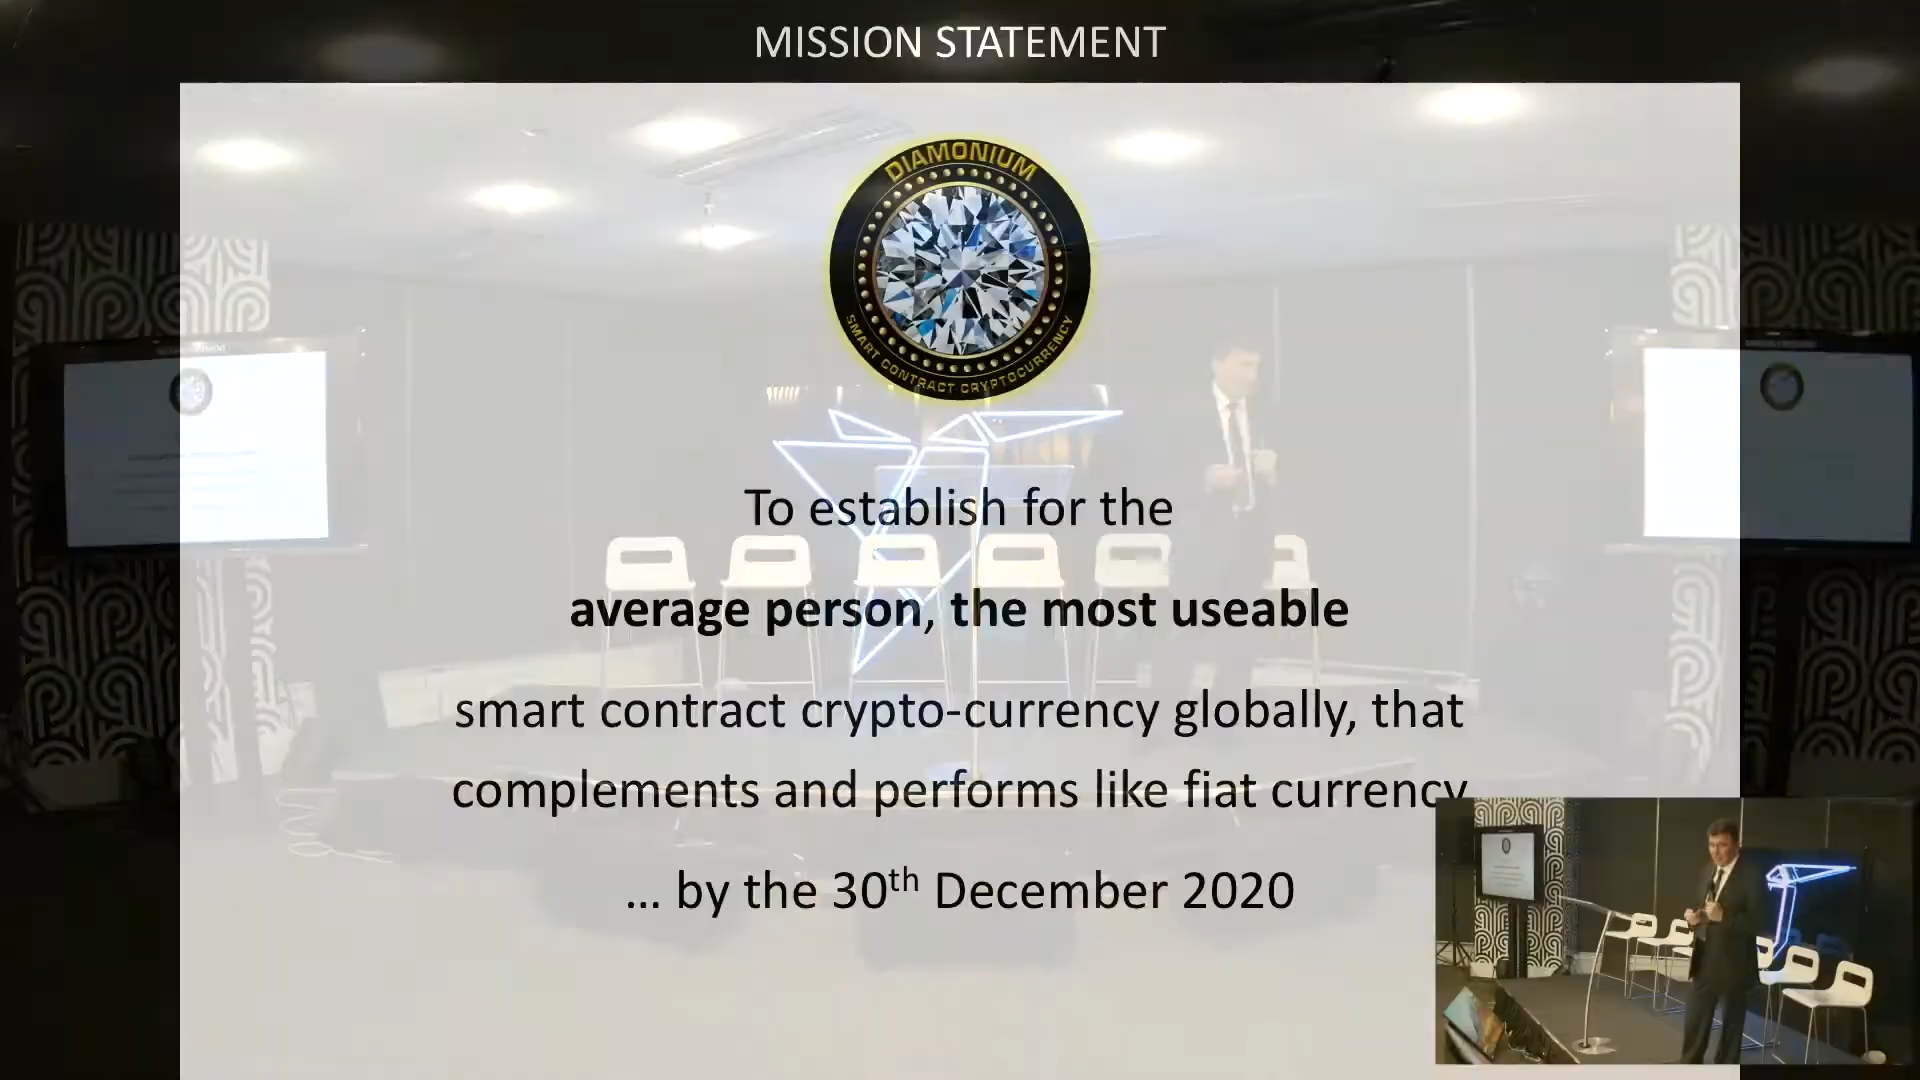 MISSION STATEMENT
DIAMONIUM
SMART CONTRACT CRYPTOCURRENCY
To establish for the
average person, the most useable
smart contract crypto-currency globally, that
complements and performs like fiat currency
... by the 30th December 2020